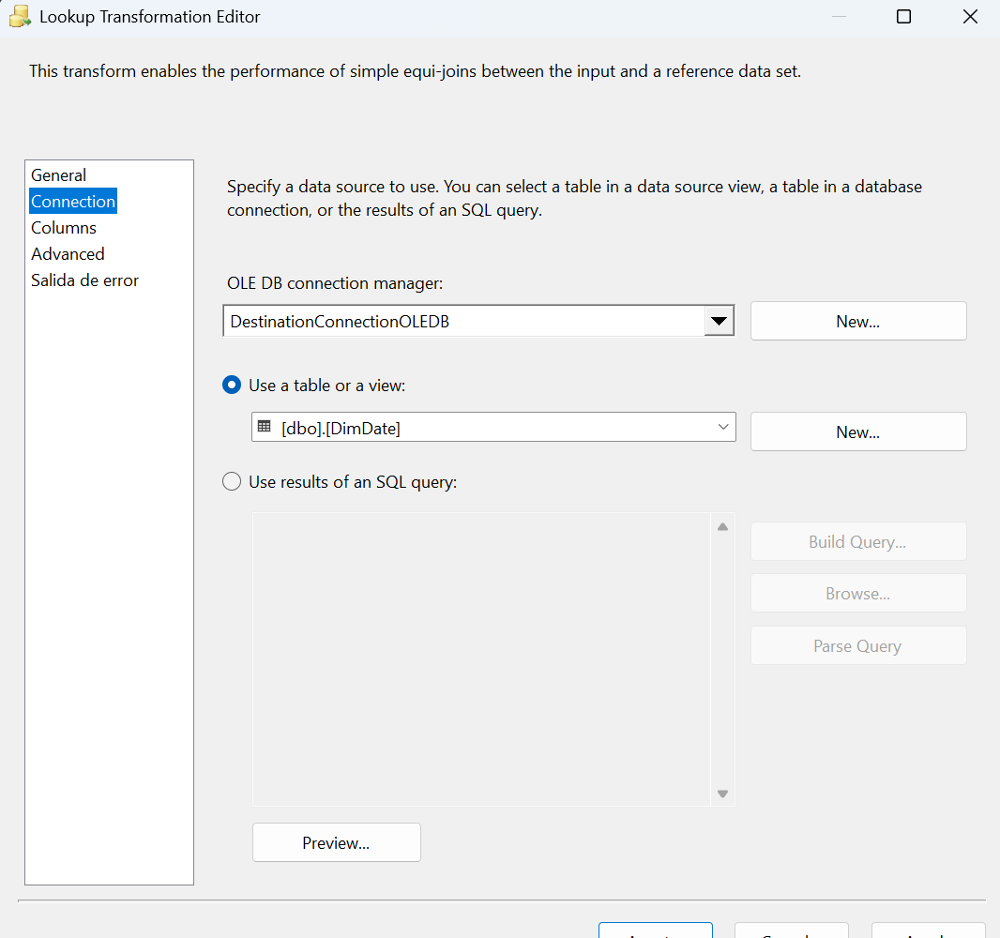 Lookup Transformation Editor
This transform enables the performance of simple equi-joins between the input and a reference data set.
General
Connection
Columns
Advanced
Salida de error
Specify a data source to use. You can select a table in a data source view, a table in a database
connection, or the results of an SQL query.
OLE DB connection manager:
DestinationConnectionOLEDB
New...
Use a table or a view:
[dbo].[DimDate]
New...
Use results of an SQL query:
Build Query...
Browse...
Parse Query
Preview...